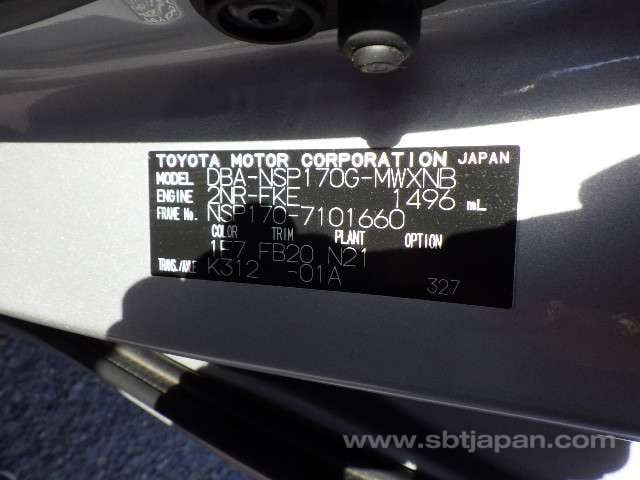 TOYOTA MOTOR CORPORATION JAPAN
MODEL DBA-NSP170G-MWXNB
ENGINE 2NR-FKE 1496 mL
FRAME No. NSP170-7101660
COLOR TRIM PLANT OPTION
1F7 FB20 N21
TRANS./AXLE K312 -01A
327
www.sbtjapan.com